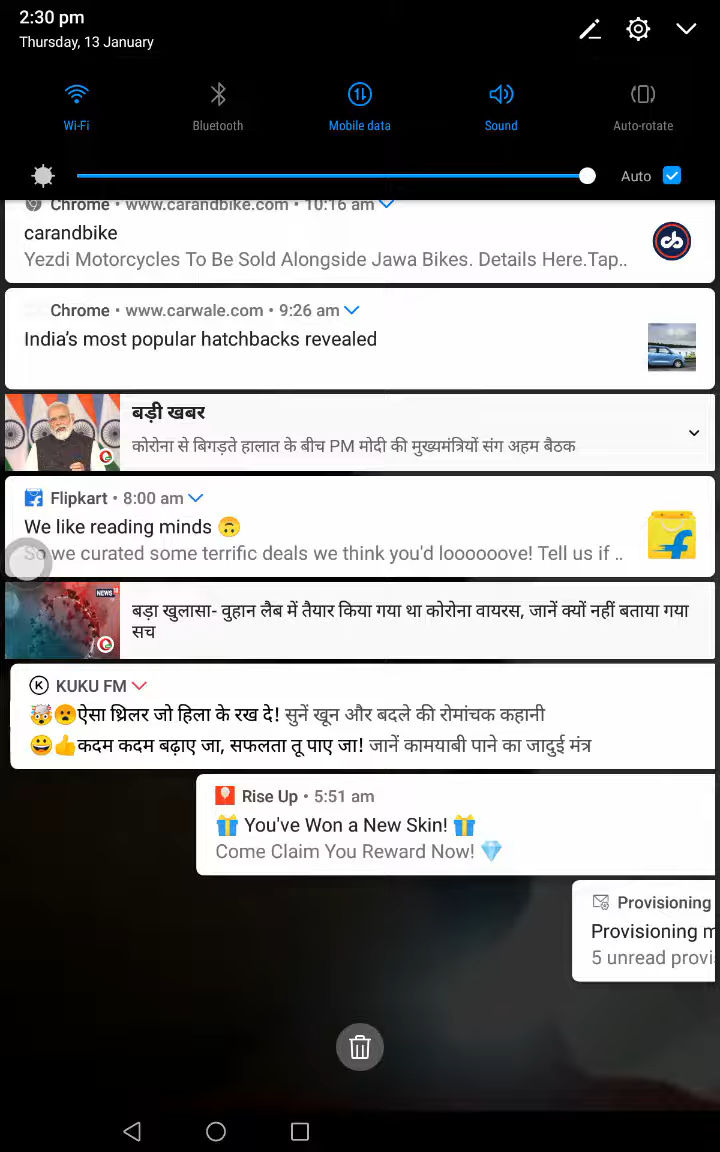 2:30 pm
Thursday, 13 January
Wi-Fi
Bluetooth
Mobile data
Sound
Auto-rotate
Auto
Chrome • www.carandbike.com • 10:16 am
carandbike
Yezdi Motorcycles To Be Sold Alongside Jawa Bikes. Details Here.Tap..
Chrome • www.carwale.com • 9:26 am
India's most popular hatchbacks revealed
बड़ी खबर
कोरोना से बिगड़ते हालात के बीच PM मोदी की मुख्यमंत्रियों संग अहम बैठक
Flipkart • 8:00 am
We like reading minds 🙃
So we curated some terrific deals we think you'd loooooove! Tell us if ..
NEWS
बड़ा खुलासा- वुहान लैब में तैयार किया गया था कोरोना वायरस, जानें क्यों नहीं बताया गया
सच
KUKU FM
🤯😮ऐसा थ्रिलर जो हिला के रख दे! सुनें खून और बदले की रोमांचक कहानी
😀👍कदम कदम बढ़ाए जा, सफलता तू पाए जा! जानें कामयाबी पाने का जादुई मंत्र
Rise Up • 5:51 am
🎁 You've Won a New Skin! 🎁
Come Claim You Reward Now! 💎
Provisioning
Provisioning m
5 unread provi